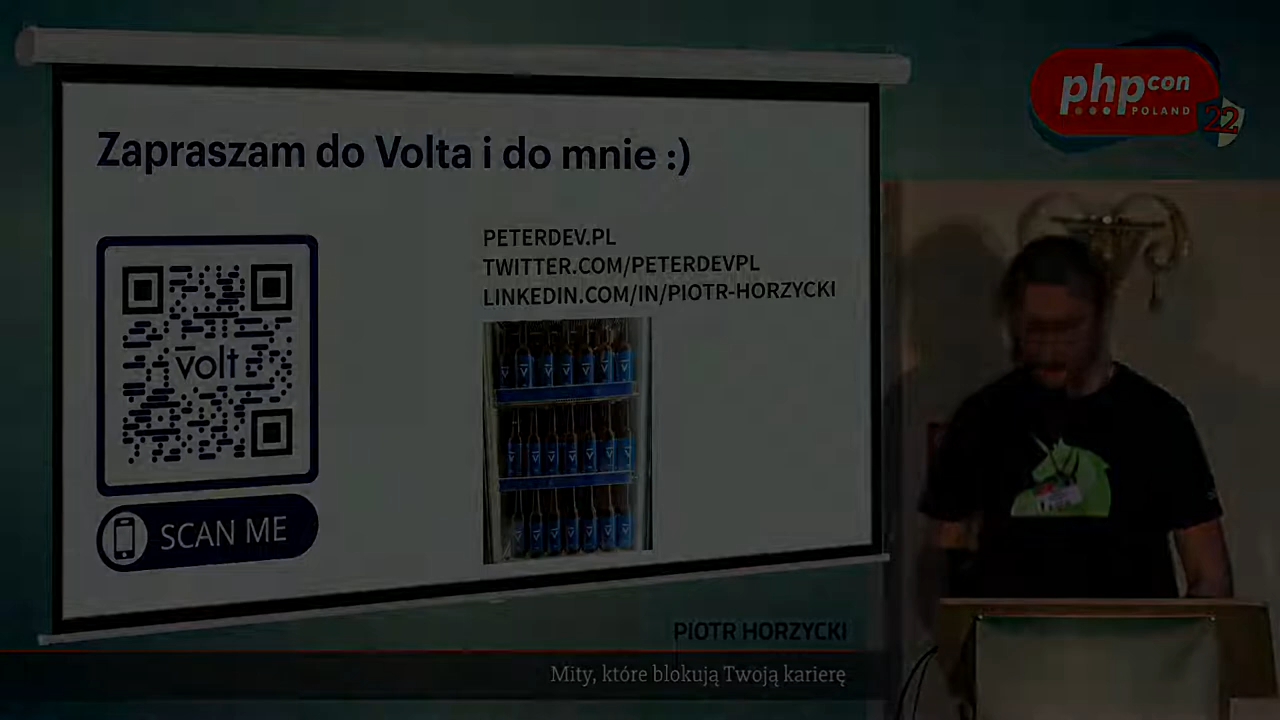 php con
POLAND
22
Zapraszam do Volta i do mnie :)
PETERDEV.PL
TWITTER.COM/PETERDEVPL
LINKEDIN.COM/IN/PIOTR-HORZYCKI
volt
SCAN ME
PIOTR HORZYCKI
Mity, które blokują Twoją karierę